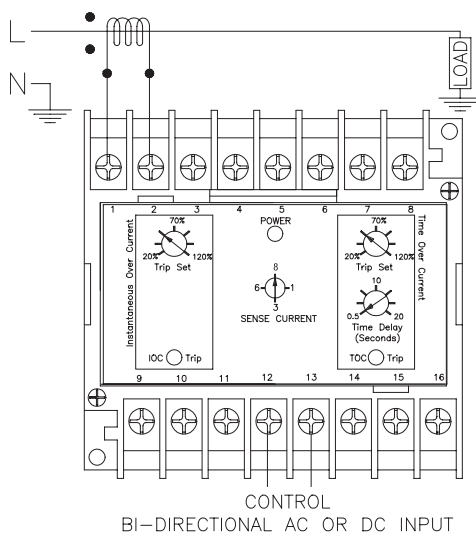 L
N
LOAD
1 2 3 4 5 6 7 8
POWER
Instantaneous Over Current
70%
20% 120%
Trip Set
IOC Trip
8
6 1
3
SENSE CURRENT
Time Over Current
70%
20% 120%
Trip Set
10
0.5 20
Time Delay
(Seconds)
TOC Trip
9 10 11 12 13 14 15 16
CONTROL
BI-DIRECTIONAL AC OR DC INPUT